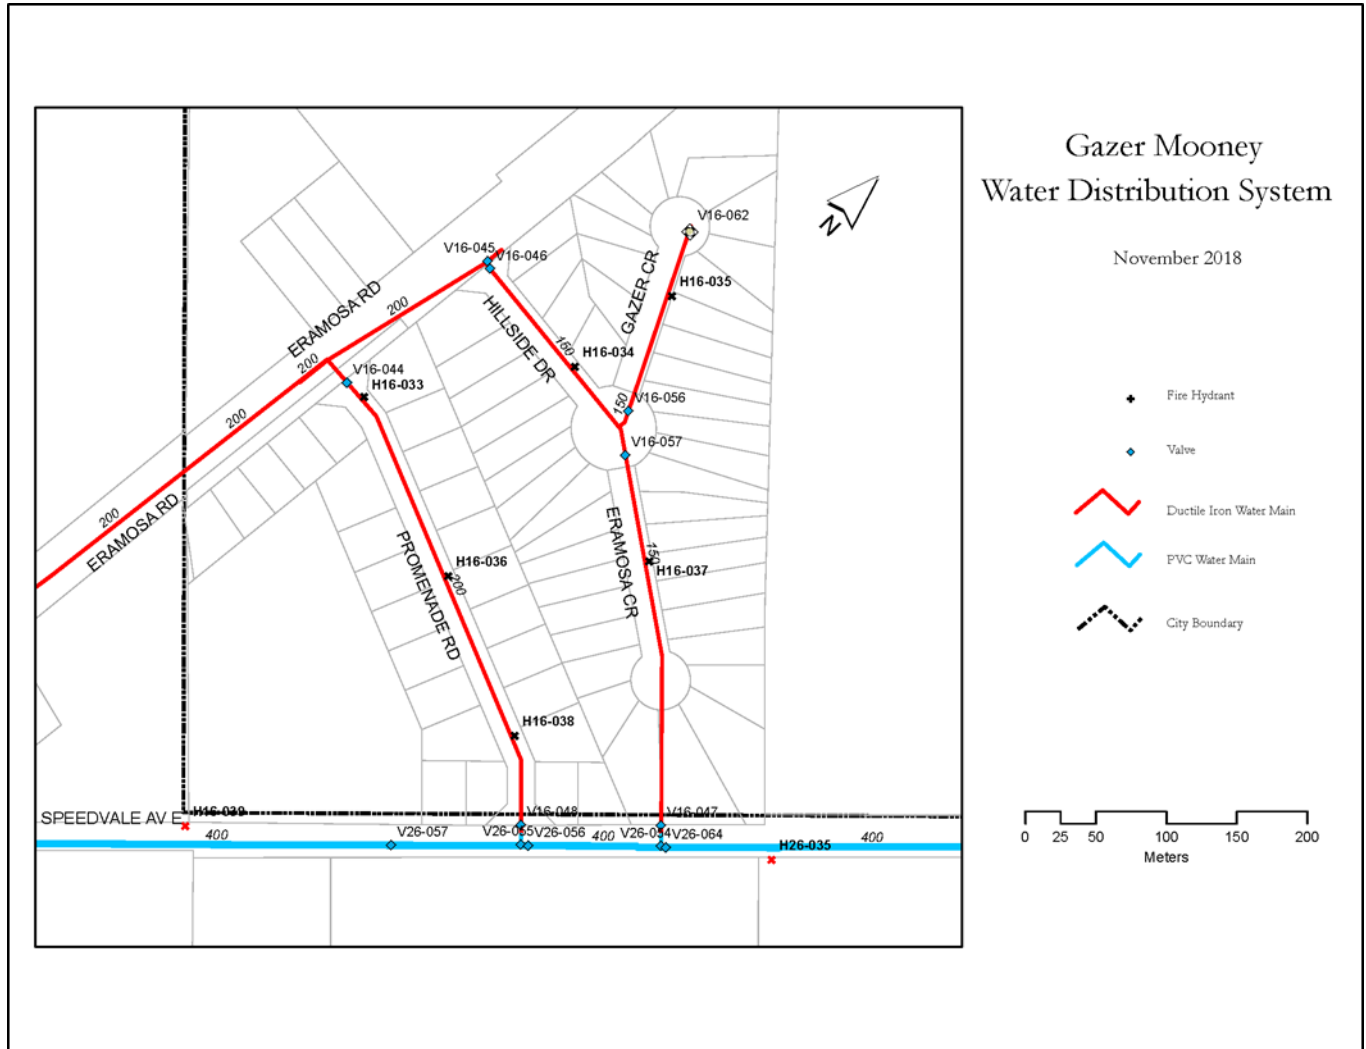 Gazer Mooney
Water Distribution System
November 2018
Fire Hydrant
Valve
Ductile Iron Water Main
PVC Water Main
City Boundary
0 25 50 100 150 200
Meters
N
V16-062
V16-045
V16-046
H16-035
GAZER CR
ERAMOSA RD
200
HILLSIDE DR
150
H16-034
200
V16-044
H16-033
150
V16-056
200
V16-057
200
ERAMOSA RD
PROMENADE RD
H16-036
200
ERAMOSA CR
150
H16-037
H16-038
SPEEDVALE AV E
H16-039
V16-048
V16-047
400
V26-057
V26-055
V26-056
400
V26-054
V26-064
400
H26-035